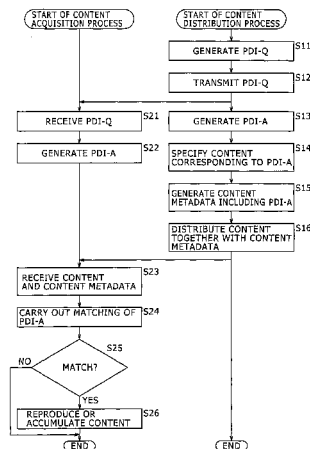 START OF CONTENT
ACQUISITION PROCESS
START OF CONTENT
DISTRIBUTION PROCESS
GENERATE PDI-Q
S11
TRANSMIT PDI-Q
S12
RECEIVE PDI-Q
S21
GENERATE PDI-A
S13
GENERATE PDI-A
S22
SPECIFY CONTENT
CORRESPONDING TO PDI-A
S14
GENERATE CONTENT
METADATA INCLUDING PDI-A
S15
DISTRIBUTE CONTENT
TOGETHER WITH CONTENT
METADATA
S16
RECEIVE CONTENT
AND CONTENT METADATA
S23
CARRY OUT MATCHING OF
PDI-A
S24
MATCH?
S25
NO
YES
REPRODUCE OR
ACCUMULATE CONTENT
S26
END
END